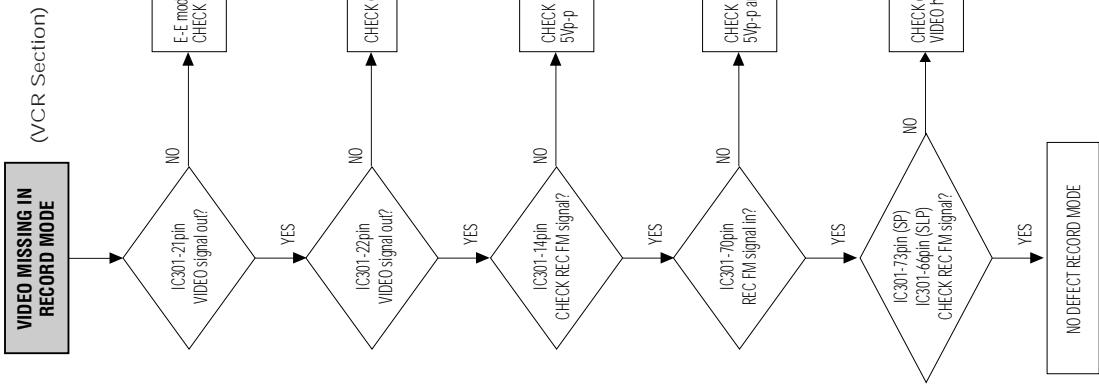 (VCR Section)
VIDEO MISSING IN
RECORD MODE
IC301-21pin
VIDEO signal out?
NO
E-E mod
CHECK
YES
IC301-22pin
VIDEO signal out?
NO
CHECK
YES
IC301-14pin
CHECK REC FM signal?
NO
CHECK
5Vp-p
YES
IC301-70pin
REC FM signal in?
NO
CHECK
5Vp-p a
YES
IC301-73pin (SP)
IC301-66pin (SLP)
CHECK REC FM signal?
NO
CHECK
VIDEO
YES
NO DEFECT RECORD MODE